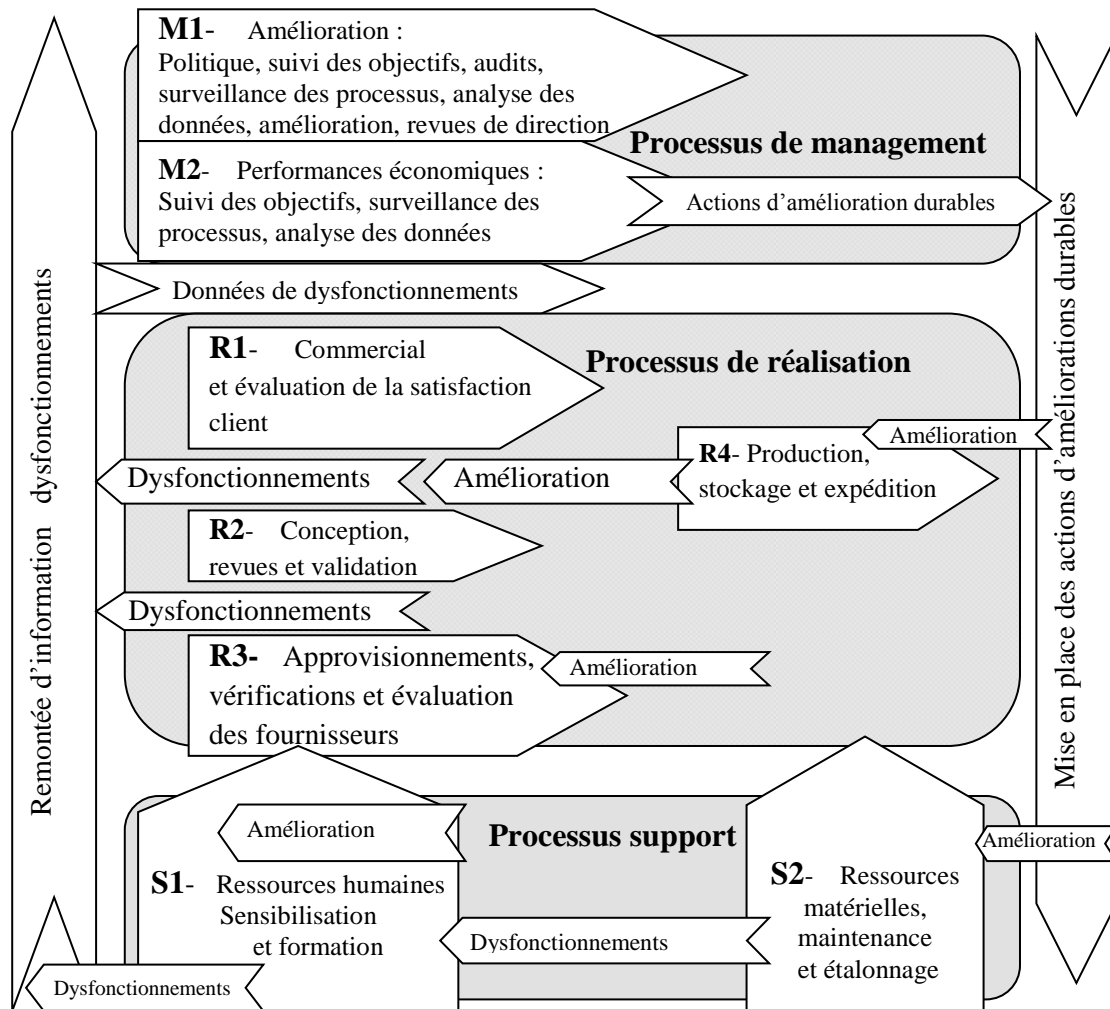 M1- Amélioration :
Politique, suivi des objectifs, audits,
surveillance des processus, analyse des
données, amélioration, revues de direction
Processus de management
M2- Performances économiques :
Suivi des objectifs, surveillance des
processus, analyse des données
Actions d’amélioration durables
Données de dysfonctionnements
Remontée d’information dysfonctionnements
Mise en place des actions d’améliorations durables
R1- Commercial
et évaluation de la satisfaction
client
Processus de réalisation
Amélioration
R4- Production,
stockage et expédition
Dysfonctionnements
Amélioration
R2- Conception,
revues et validation
Dysfonctionnements
R3- Approvisionnements,
vérifications et évaluation
des fournisseurs
Amélioration
Amélioration
Processus support
Amélioration
S1- Ressources humaines
Sensibilisation
et formation
S2- Ressources
matérielles,
maintenance
et étalonnage
Dysfonctionnements
Dysfonctionnements